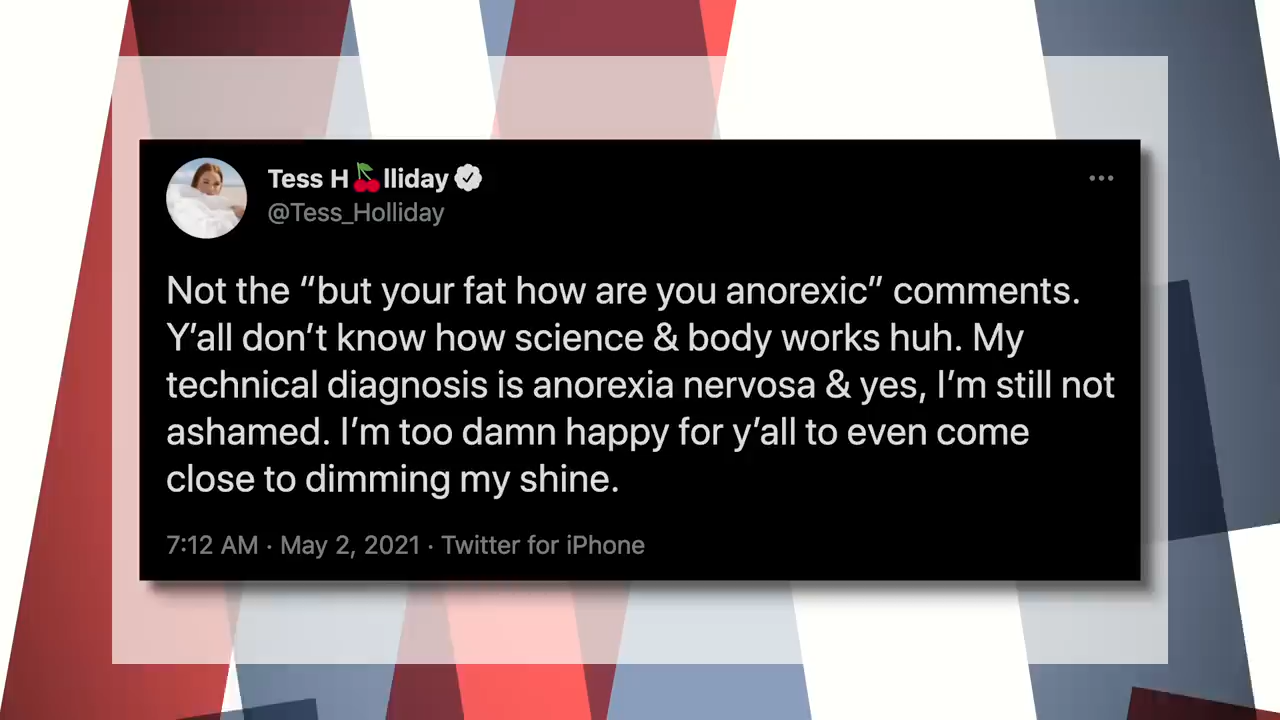 Tess H🍒lliday
@Tess_Holliday
Not the “but your fat how are you anorexic” comments.
Y’all don’t know how science & body works huh. My
technical diagnosis is anorexia nervosa & yes, I’m still not
ashamed. I’m too damn happy for y’all to even come
close to dimming my shine.
7:12 AM · May 2, 2021 · Twitter for iPhone